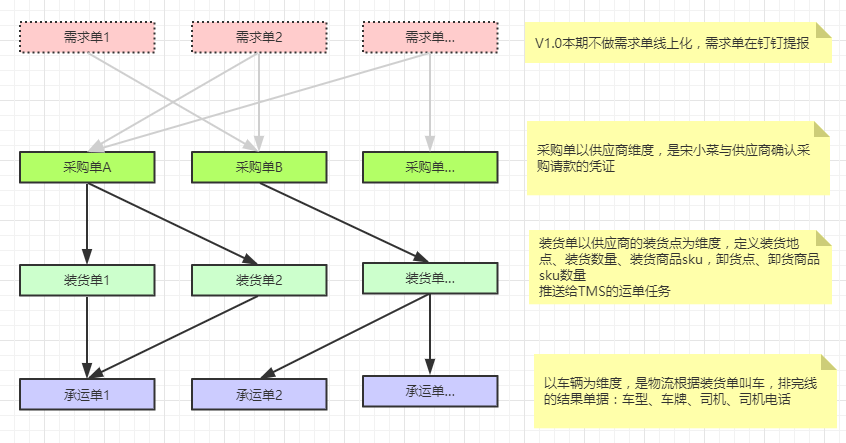 需求单1
需求单2
需求单...
V1.0本期不做需求单线上化，需求单在钉钉提报
采购单A
采购单B
采购单...
采购单以供应商维度，是宋小菜与供应商确认采
购请款的凭证
装货单1
装货单2
装货单...
装货单以供应商的装货点为维度，定义装货地
点、装货数量、装货商品sku，卸货点、卸货商品
sku数量
推送给TMS的运单任务
承运单1
承运单2
承运单...
以车辆为维度，是物流根据装货单叫车，排完线
的结果单据：车型、车牌、司机、司机电话